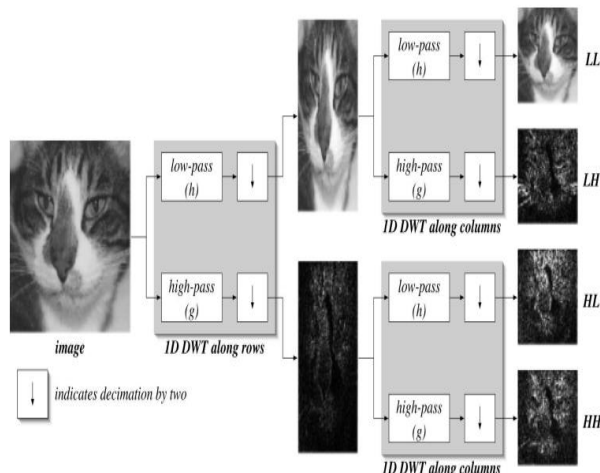 low-pass
(h)
LL
low-pass
(h)
high-pass
(g)
LH
1D DWT along columns
high-pass
(g)
low-pass
(h)
HL
image
1D DWT along rows
indicates decimation by two
high-pass
(g)
HH
1D DWT along columns